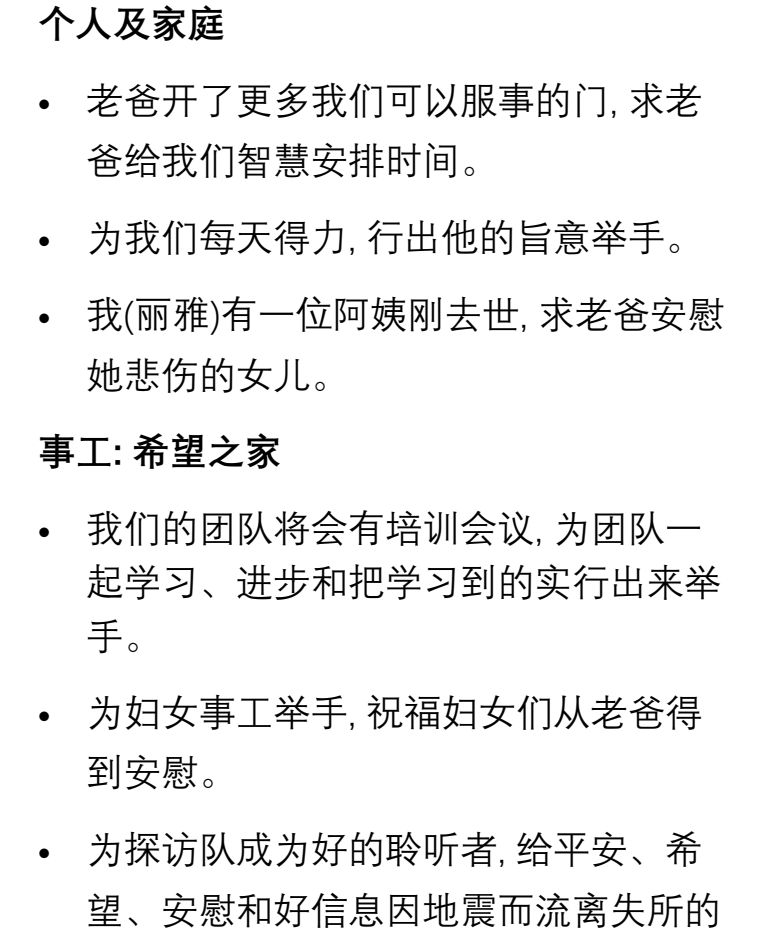 个人及家庭
• 老爸开了更多我们可以服事的门, 求老
爸给我们智慧安排时间。
• 为我们每天得力, 行出他的旨意举手。
• 我(丽雅)有一位阿姨刚去世, 求老爸安慰
她悲伤的女儿。
事工: 希望之家
• 我们的团队将会有培训会议, 为团队一
起学习、进步和把学习到的实行出来举
手。
• 为妇女事工举手, 祝福妇女们从老爸得
到安慰。
• 为探访队成为好的聆听者, 给平安、希
望、安慰和好信息因地震而流离失所的